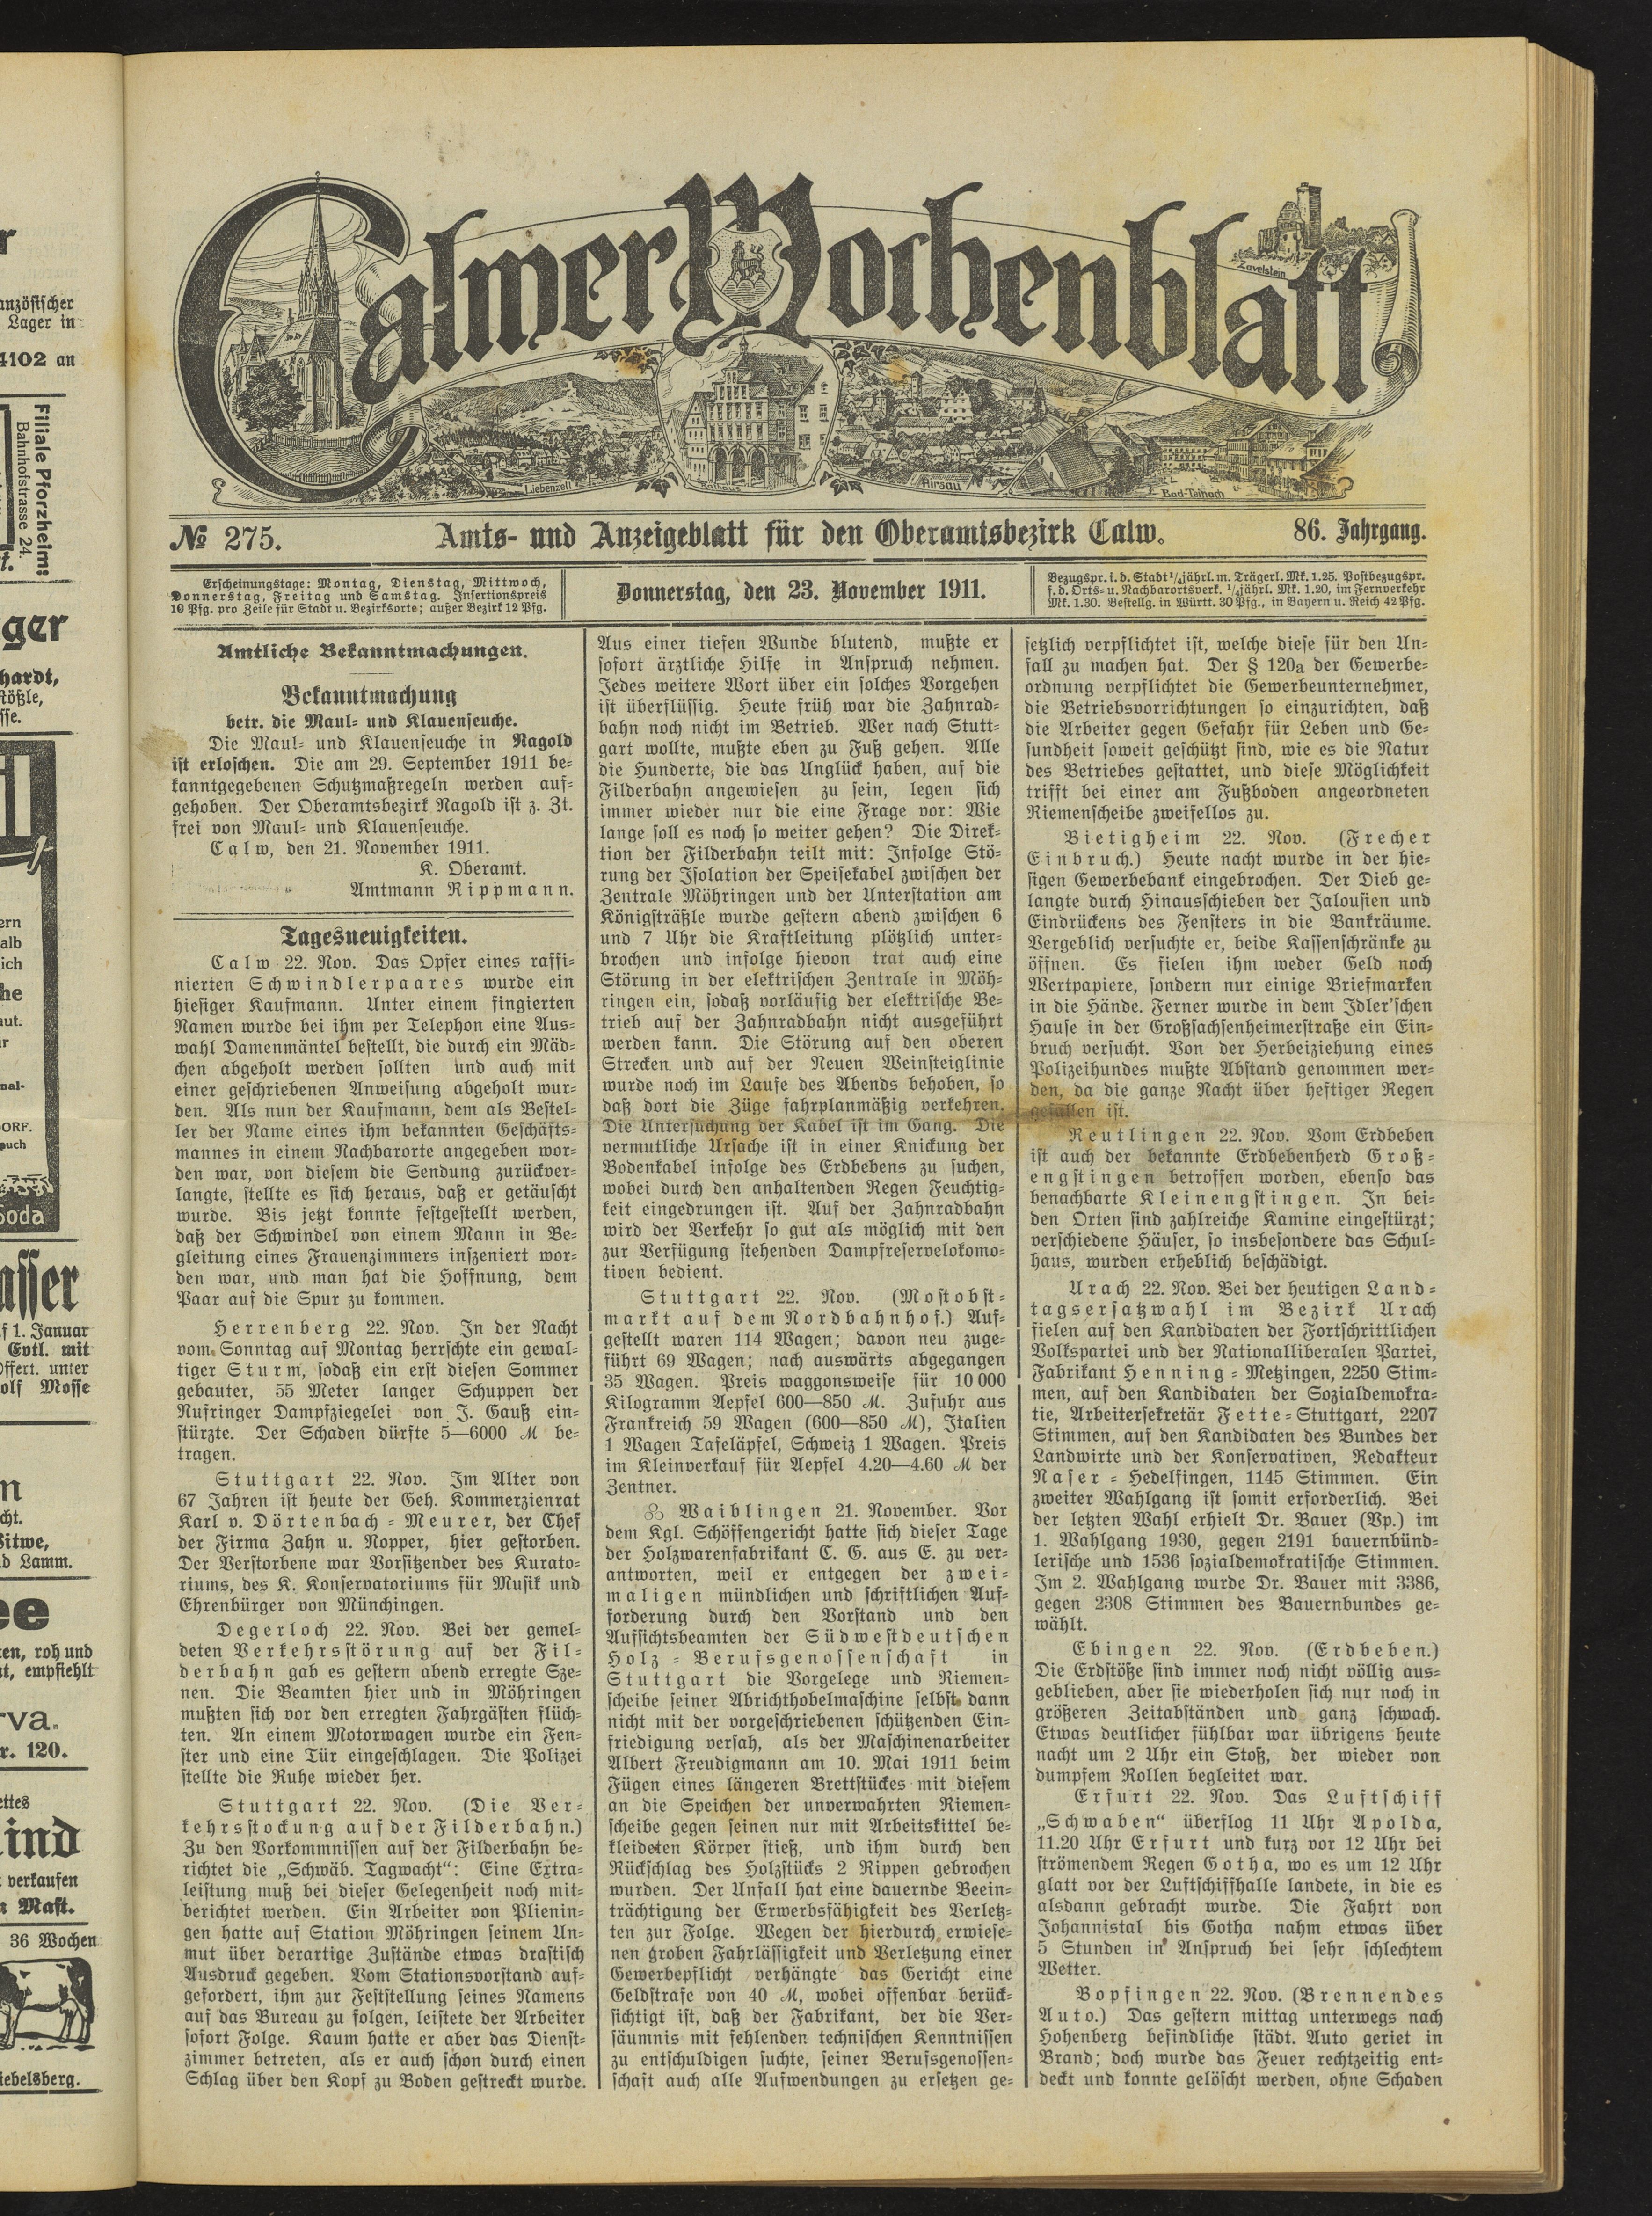 r
anzösischer
Lager in
4102 an
Filiale Pforzheim:
Bahnhofstrasse 24.
ger
hardt,
tößle,
sse.
ern
alb
ich
he
aut.
ir
nal-
ORF.
auch
Soda
asser
f 1. Januar
Evtl. mit
Offert. unter
olf Mosse
n
cht.
Witwe,
d Lamm.
ee
ten, roh und
st, empfiehlt
rva.
r. 120.
ettes
ind
verkaufen
Mast.
36 Wochen
iebelsberg.
Calwer Wochenblatt
Zavelstein
Liebenzell
Rathaus
Hirsau
Bad-Teinach
№ 275.
Amts- und Anzeigeblatt für den Oberamtsbezirk Calw.
86. Jahrgang.
Erscheinungstage: Montag, Dienstag, Mittwoch,
Donnerstag, Freitag und Samstag. Insertionspreis
10 Pfg. pro Zeile für Stadt u. Bezirksorte; außer Bezirk 12 Pfg.
Donnerstag, den 23. November 1911.
Bezugspr. i. d. Stadt ¼jährl. m. Trägerl. Mk. 1.25. Postbezugspr.
f. d. Orts- u. Nachbarortsverk. ¼jährl. Mk. 1.20, im Fernverkehr
Mk. 1.30. Bestellg. in Württ. 30 Pfg., in Bayern u. Reich 42 Pfg.
Amtliche Bekanntmachungen.
Bekanntmachung
betr. die Maul- und Klauenseuche.
Die Maul- und Klauenseuche in Nagold
ist erloschen. Die am 29. September 1911 be-
kanntgegebenen Schutzmaßregeln werden auf-
gehoben. Der Oberamtsbezirk Nagold ist z. Zt.
frei von Maul- und Klauenseuche.
Calw, den 21. November 1911.
K. Oberamt.
Amtmann Rippmann.
Tagesneuigkeiten.
Calw 22. Nov. Das Opfer eines raffi-
nierten Schwindlerpaares wurde ein
hiesiger Kaufmann. Unter einem fingierten
Namen wurde bei ihm per Telephon eine Aus-
wahl Damenmäntel bestellt, die durch ein Mäd-
chen abgeholt werden sollten und auch mit
einer geschriebenen Anweisung abgeholt wur-
den. Als nun der Kaufmann, dem als Bestel-
ler der Name eines ihm bekannten Geschäfts-
mannes in einem Nachbarorte angegeben wor-
den war, von diesem die Sendung zurückver-
langte, stellte es sich heraus, daß er getäuscht
wurde. Bis jetzt konnte festgestellt werden,
daß der Schwindel von einem Mann in Be-
gleitung eines Frauenzimmers inszeniert wor-
den war, und man hat die Hoffnung, dem
Paar auf die Spur zu kommen.
Herrenberg 22. Nov. In der Nacht
vom Sonntag auf Montag herrschte ein gewal-
tiger Sturm, sodaß ein erst diesen Sommer
gebauter, 55 Meter langer Schuppen der
Nufringer Dampfziegelei von J. Gauß ein-
stürzte. Der Schaden dürfte 5—6000 M be-
tragen.
Stuttgart 22. Nov. Im Alter von
67 Jahren ist heute der Geh. Kommerzienrat
Karl v. Dörtenbach-Meurer, der Chef
der Firma Zahn u. Nopper, hier gestorben.
Der Verstorbene war Vorsitzender des Kurato-
riums, des K. Konservatoriums für Musik und
Ehrenbürger von Münchingen.
Degerloch 22. Nov. Bei der gemel-
deten Verkehrsstörung auf der Fil-
derbahn gab es gestern abend erregte Sze-
nen. Die Beamten hier und in Möhringen
mußten sich vor den erregten Fahrgästen flüch-
ten. An einem Motorwagen wurde ein Fen-
ster und eine Tür eingeschlagen. Die Polizei
stellte die Ruhe wieder her.
Stuttgart 22. Nov. (Die Ver-
kehrsstockung auf der Filderbahn.)
Zu den Vorkommnissen auf der Filderbahn be-
richtet die „Schwäb. Tagwacht“: Eine Extra-
leistung muß bei dieser Gelegenheit noch mit-
berichtet werden. Ein Arbeiter von Plienin-
gen hatte auf Station Möhringen seinem Un-
mut über derartige Zustände etwas drastisch
Ausdruck gegeben. Vom Stationsvorstand auf-
gefordert, ihm zur Feststellung seines Namens
auf das Bureau zu folgen, leistete der Arbeiter
sofort Folge. Kaum hatte er aber das Dienst-
zimmer betreten, als er auch schon durch einen
Schlag über den Kopf zu Boden gestreckt wurde.
Aus einer tiefen Wunde blutend, mußte er
sofort ärztliche Hilfe in Anspruch nehmen.
Jedes weitere Wort über ein solches Vorgehen
ist überflüssig. Heute früh war die Zahnrad-
bahn noch nicht im Betrieb. Wer nach Stutt-
gart wollte, mußte eben zu Fuß gehen. Alle
die Hunderte, die das Unglück haben, auf die
Filderbahn angewiesen zu sein, legen sich
immer wieder nur die eine Frage vor: Wie
lange soll es noch so weiter gehen? Die Direk-
tion der Filderbahn teilt mit: Infolge Stö-
rung der Isolation der Speisekabel zwischen der
Zentrale Möhringen und der Unterstation am
Königsträßle wurde gestern abend zwischen 6
und 7 Uhr die Kraftleitung plötzlich unter-
brochen und infolge hievon trat auch eine
Störung in der elektrischen Zentrale in Möh-
ringen ein, sodaß vorläufig der elektrische Be-
trieb auf der Zahnradbahn nicht ausgeführt
werden kann. Die Störung auf den oberen
Strecken und auf der Neuen Weinsteiglinie
wurde noch im Laufe des Abends behoben, so
daß dort die Züge fahrplanmäßig verkehren.
Die Untersuchung der Kabel ist im Gang. Die
vermutliche Ursache ist in einer Knickung der
Bodenkabel infolge des Erdbebens zu suchen,
wobei durch den anhaltenden Regen Feuchtig-
keit eingedrungen ist. Auf der Zahnradbahn
wird der Verkehr so gut als möglich mit den
zur Verfügung stehenden Dampfreservelokomo-
tiven bedient.
Stuttgart 22. Nov. (Mostobst-
markt auf dem Nordbahnhof.) Auf-
gestellt waren 114 Wagen; davon neu zuge-
führt 69 Wagen; nach auswärts abgegangen
35 Wagen. Preis waggonsweise für 10 000
Kilogramm Aepfel 600—850 M. Zufuhr aus
Frankreich 59 Wagen (600—850 M), Italien
1 Wagen Tafeläpfel, Schweiz 1 Wagen. Preis
im Kleinverkauf für Aepfel 4.20—4.60 M der
Zentner.
Waiblingen 21. November. Vor
dem Kgl. Schöffengericht hatte sich dieser Tage
der Holzwarenfabrikant C. G. aus E. zu ver-
antworten, weil er entgegen der zwei-
maligen mündlichen und schriftlichen Auf-
forderung durch den Vorstand und den
Aufsichtsbeamten der Südwestdeutschen
Holz-Berufsgenossenschaft in
Stuttgart die Vorgelege und Riemen-
scheibe seiner Abrichthobelmaschine selbst dann
nicht mit der vorgeschriebenen schützenden Ein-
friedigung versah, als der Maschinenarbeiter
Albert Freudigmann am 10. Mai 1911 beim
Fügen eines längeren Brettstückes mit diesem
an die Speichen der unverwahrten Riemen-
scheibe gegen seinen nur mit Arbeitskittel be-
kleideten Körper stieß, und ihm durch den
Rückschlag des Holzstücks 2 Rippen gebrochen
wurden. Der Unfall hat eine dauernde Beein-
trächtigung der Erwerbsfähigkeit des Verletz-
ten zur Folge. Wegen der hierdurch erwiese-
nen groben Fahrlässigkeit und Verletzung einer
Gewerbepflicht verhängte das Gericht eine
Geldstrafe von 40 M, wobei offenbar berück-
sichtigt ist, daß der Fabrikant, der die Ver-
säumnis mit fehlenden technischen Kenntnissen
zu entschuldigen suchte, seiner Berufsgenossen-
schaft auch alle Aufwendungen zu ersetzen ge-
setzlich verpflichtet ist, welche diese für den Un-
fall zu machen hat. Der § 120a der Gewerbe-
ordnung verpflichtet die Gewerbeunternehmer,
die Betriebsvorrichtungen so einzurichten, daß
die Arbeiter gegen Gefahr für Leben und Ge-
sundheit soweit geschützt sind, wie es die Natur
des Betriebes gestattet, und diese Möglichkeit
trifft bei einer am Fußboden angeordneten
Riemenscheibe zweifellos zu.
Bietigheim 22. Nov. (Frecher
Einbruch.) Heute nacht wurde in der hie-
sigen Gewerbebank eingebrochen. Der Dieb ge-
langte durch Hinausschieben der Jalousien und
Eindrückens des Fensters in die Bankräume.
Vergeblich versuchte er, beide Kassenschränke zu
öffnen. Es fielen ihm weder Geld noch
Wertpapiere, sondern nur einige Briefmarken
in die Hände. Ferner wurde in dem Idler'schen
Hause in der Großsachsenheimerstraße ein Ein-
bruch versucht. Von der Herbeiziehung eines
Polizeihundes mußte Abstand genommen wer-
den, da die ganze Nacht über heftiger Regen
gefallen ist.
Reutlingen 22. Nov. Vom Erdbeben
ist auch der bekannte Erdbebenherd Groß-
engstingen betroffen worden, ebenso das
benachbarte Kleinengstingen. In bei-
den Orten sind zahlreiche Kamine eingestürzt;
verschiedene Häuser, so insbesondere das Schul-
haus, wurden erheblich beschädigt.
Urach 22. Nov. Bei der heutigen Land-
tagsersatzwahl im Bezirk Urach
fielen auf den Kandidaten der Fortschrittlichen
Volkspartei und der Nationalliberalen Partei,
Fabrikant Henning-Metzingen, 2250 Stim-
men, auf den Kandidaten der Sozialdemokra-
tie, Arbeitersekretär Fette-Stuttgart, 2207
Stimmen, auf den Kandidaten des Bundes der
Landwirte und der Konservativen, Redakteur
Naser-Hedelfingen, 1145 Stimmen. Ein
zweiter Wahlgang ist somit erforderlich. Bei
der letzten Wahl erhielt Dr. Bauer (Vp.) im
1. Wahlgang 1930, gegen 2191 bauernbünd-
lerische und 1536 sozialdemokratische Stimmen.
Im 2. Wahlgang wurde Dr. Bauer mit 3386,
gegen 2308 Stimmen des Bauernbundes ge-
wählt.
Ebingen 22. Nov. (Erdbeben.)
Die Erdstöße sind immer noch nicht völlig aus-
geblieben, aber sie wiederholen sich nur noch in
größeren Zeitabständen und ganz schwach.
Etwas deutlicher fühlbar war übrigens heute
nacht um 2 Uhr ein Stoß, der wieder von
dumpfem Rollen begleitet war.
Erfurt 22. Nov. Das Luftschiff
„Schwaben“ überflog 11 Uhr Apolda,
11.20 Uhr Erfurt und kurz vor 12 Uhr bei
strömendem Regen Gotha, wo es um 12 Uhr
glatt vor der Luftschiffhalle landete, in die es
alsdann gebracht wurde. Die Fahrt von
Johannistal bis Gotha nahm etwas über
5 Stunden in Anspruch bei sehr schlechtem
Wetter.
Bopfingen 22. Nov. (Brennendes
Auto.) Das gestern mittag unterwegs nach
Hohenberg befindliche städt. Auto geriet in
Brand; doch wurde das Feuer rechtzeitig ent-
deckt und konnte gelöscht werden, ohne Schaden